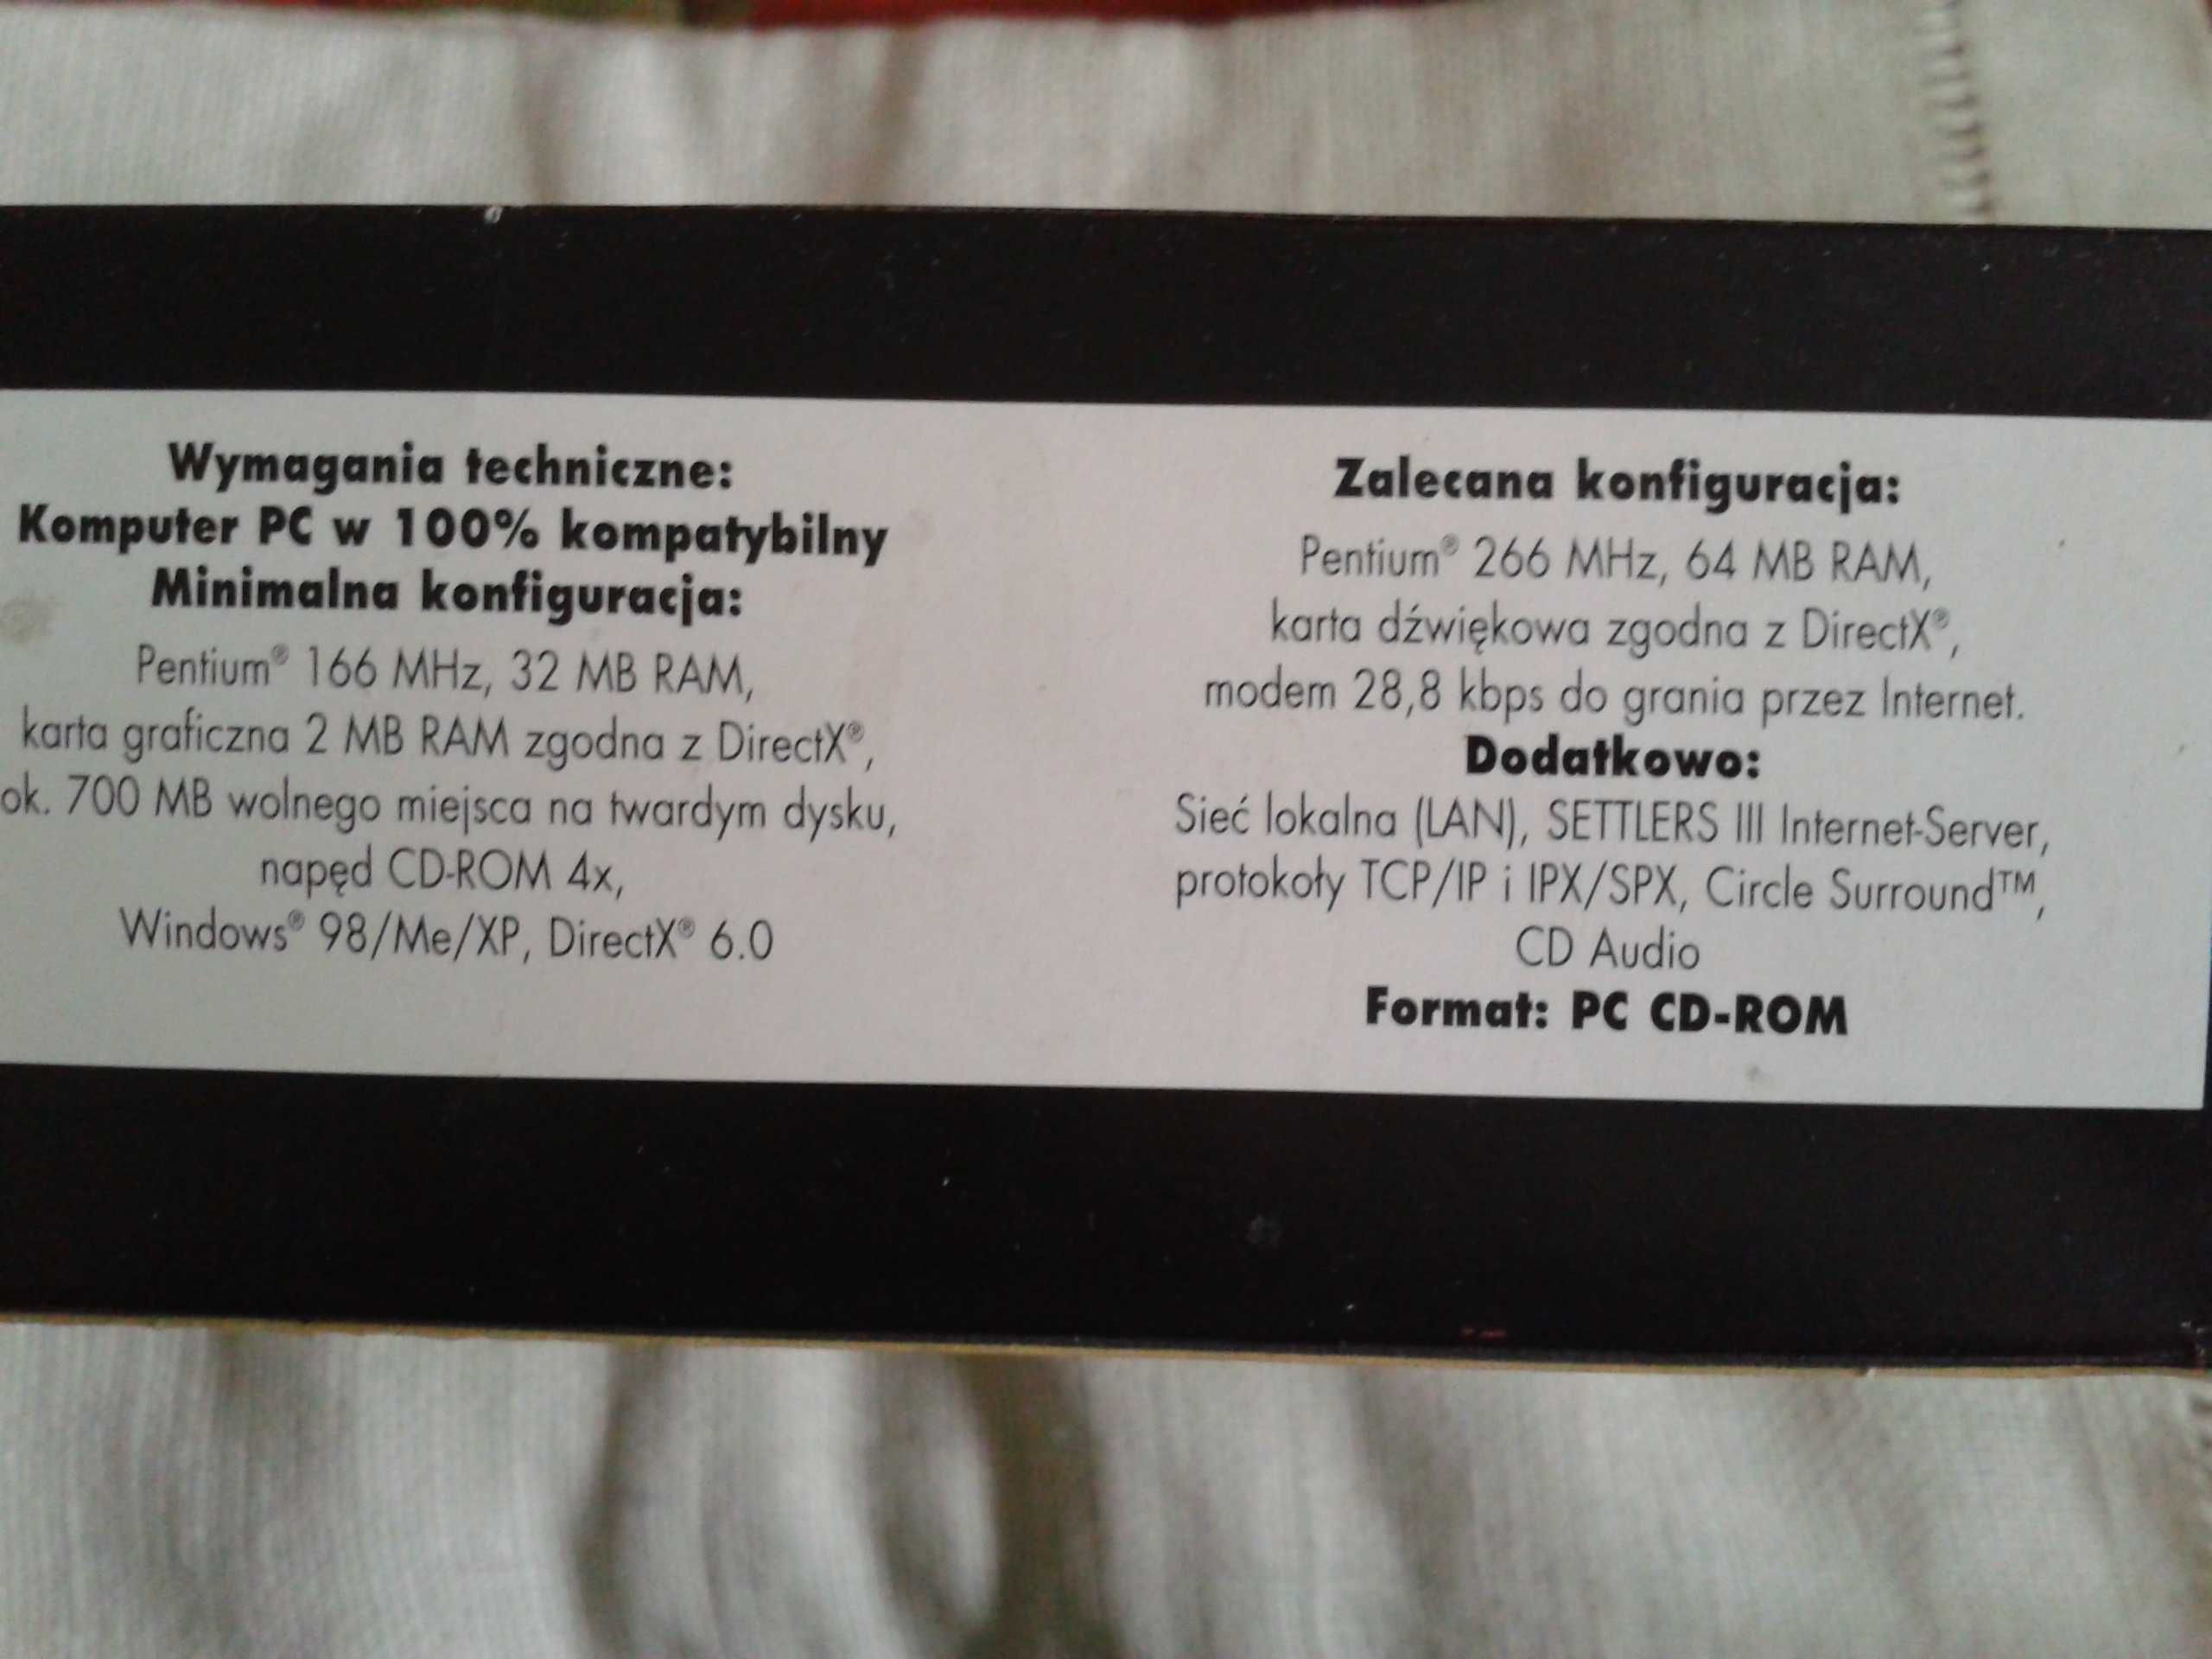 Wymagania techniczne:
Komputer PC w 100% kompatybilny
Minimalna konfiguracja:
Pentium® 166 MHz, 32 MB RAM,
karta graficzna 2 MB RAM zgodna z DirectX®,
ok. 700 MB wolnego miejsca na twardym dysku,
napęd CD-ROM 4x,
Windows® 98/Me/XP, DirectX® 6.0
Zalecana konfiguracja:
Pentium® 266 MHz, 64 MB RAM,
karta dźwiękowa zgodna z DirectX®,
modem 28,8 kbps do grania przez Internet.
Dodatkowo:
Sieć lokalna (LAN), SETTLERS III Internet-Server,
protokoły TCP/IP i IPX/SPX, Circle Surround™,
CD Audio
Format: PC CD-ROM